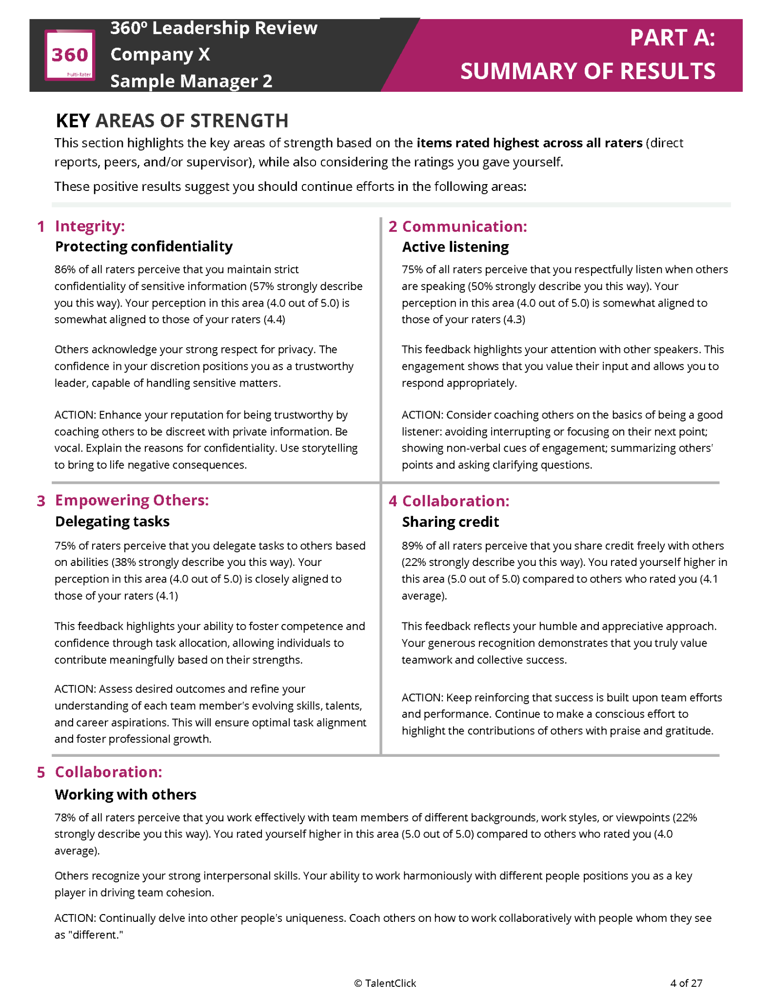 360º Leadership Review
Company X
Sample Manager 2
360
Multi-Rater
PART A:
SUMMARY OF RESULTS
KEY AREAS OF STRENGTH
This section highlights the key areas of strength based on the items rated highest across all raters (direct
reports, peers, and/or supervisor), while also considering the ratings you gave yourself.
These positive results suggest you should continue efforts in the following areas:
1 Integrity:
Protecting confidentiality
86% of all raters perceive that you maintain strict
confidentiality of sensitive information (57% strongly describe
you this way). Your perception in this area (4.0 out of 5.0) is
somewhat aligned to those of your raters (4.4)
Others acknowledge your strong respect for privacy. The
confidence in your discretion positions you as a trustworthy
leader, capable of handling sensitive matters.
ACTION: Enhance your reputation for being trustworthy by
coaching others to be discreet with private information. Be
vocal. Explain the reasons for confidentiality. Use storytelling
to bring to life negative consequences.
2 Communication:
Active listening
75% of all raters perceive that you respectfully listen when others
are speaking (50% strongly describe you this way). Your
perception in this area (4.0 out of 5.0) is somewhat aligned to
those of your raters (4.3)
This feedback highlights your attention with other speakers. This
engagement shows that you value their input and allows you to
respond appropriately.
ACTION: Consider coaching others on the basics of being a good
listener: avoiding interrupting or focusing on their next point;
showing non-verbal cues of engagement; summarizing others'
points and asking clarifying questions.
3 Empowering Others:
Delegating tasks
75% of raters perceive that you delegate tasks to others based
on abilities (38% strongly describe you this way). Your
perception in this area (4.0 out of 5.0) is closely aligned to
those of your raters (4.1)
This feedback highlights your ability to foster competence and
confidence through task allocation, allowing individuals to
contribute meaningfully based on their strengths.
ACTION: Assess desired outcomes and refine your
understanding of each team member's evolving skills, talents,
and career aspirations. This will ensure optimal task alignment
and foster professional growth.
4 Collaboration:
Sharing credit
89% of all raters perceive that you share credit freely with others
(22% strongly describe you this way). You rated yourself higher in
this area (5.0 out of 5.0) compared to others who rated you (4.1
average).
This feedback reflects your humble and appreciative approach.
Your generous recognition demonstrates that you truly value
teamwork and collective success.
ACTION: Keep reinforcing that success is built upon team efforts
and performance. Continue to make a conscious effort to
highlight the contributions of others with praise and gratitude.
5 Collaboration:
Working with others
78% of all raters perceive that you work effectively with team members of different backgrounds, work styles, or viewpoints (22%
strongly describe you this way). You rated yourself higher in this area (5.0 out of 5.0) compared to others who rated you (4.0
average).
Others recognize your strong interpersonal skills. Your ability to work harmoniously with different people positions you as a key
player in driving team cohesion.
ACTION: Continually delve into other people's uniqueness. Coach others on how to work collaboratively with people whom they see
as "different."
© TalentClick
4 of 27